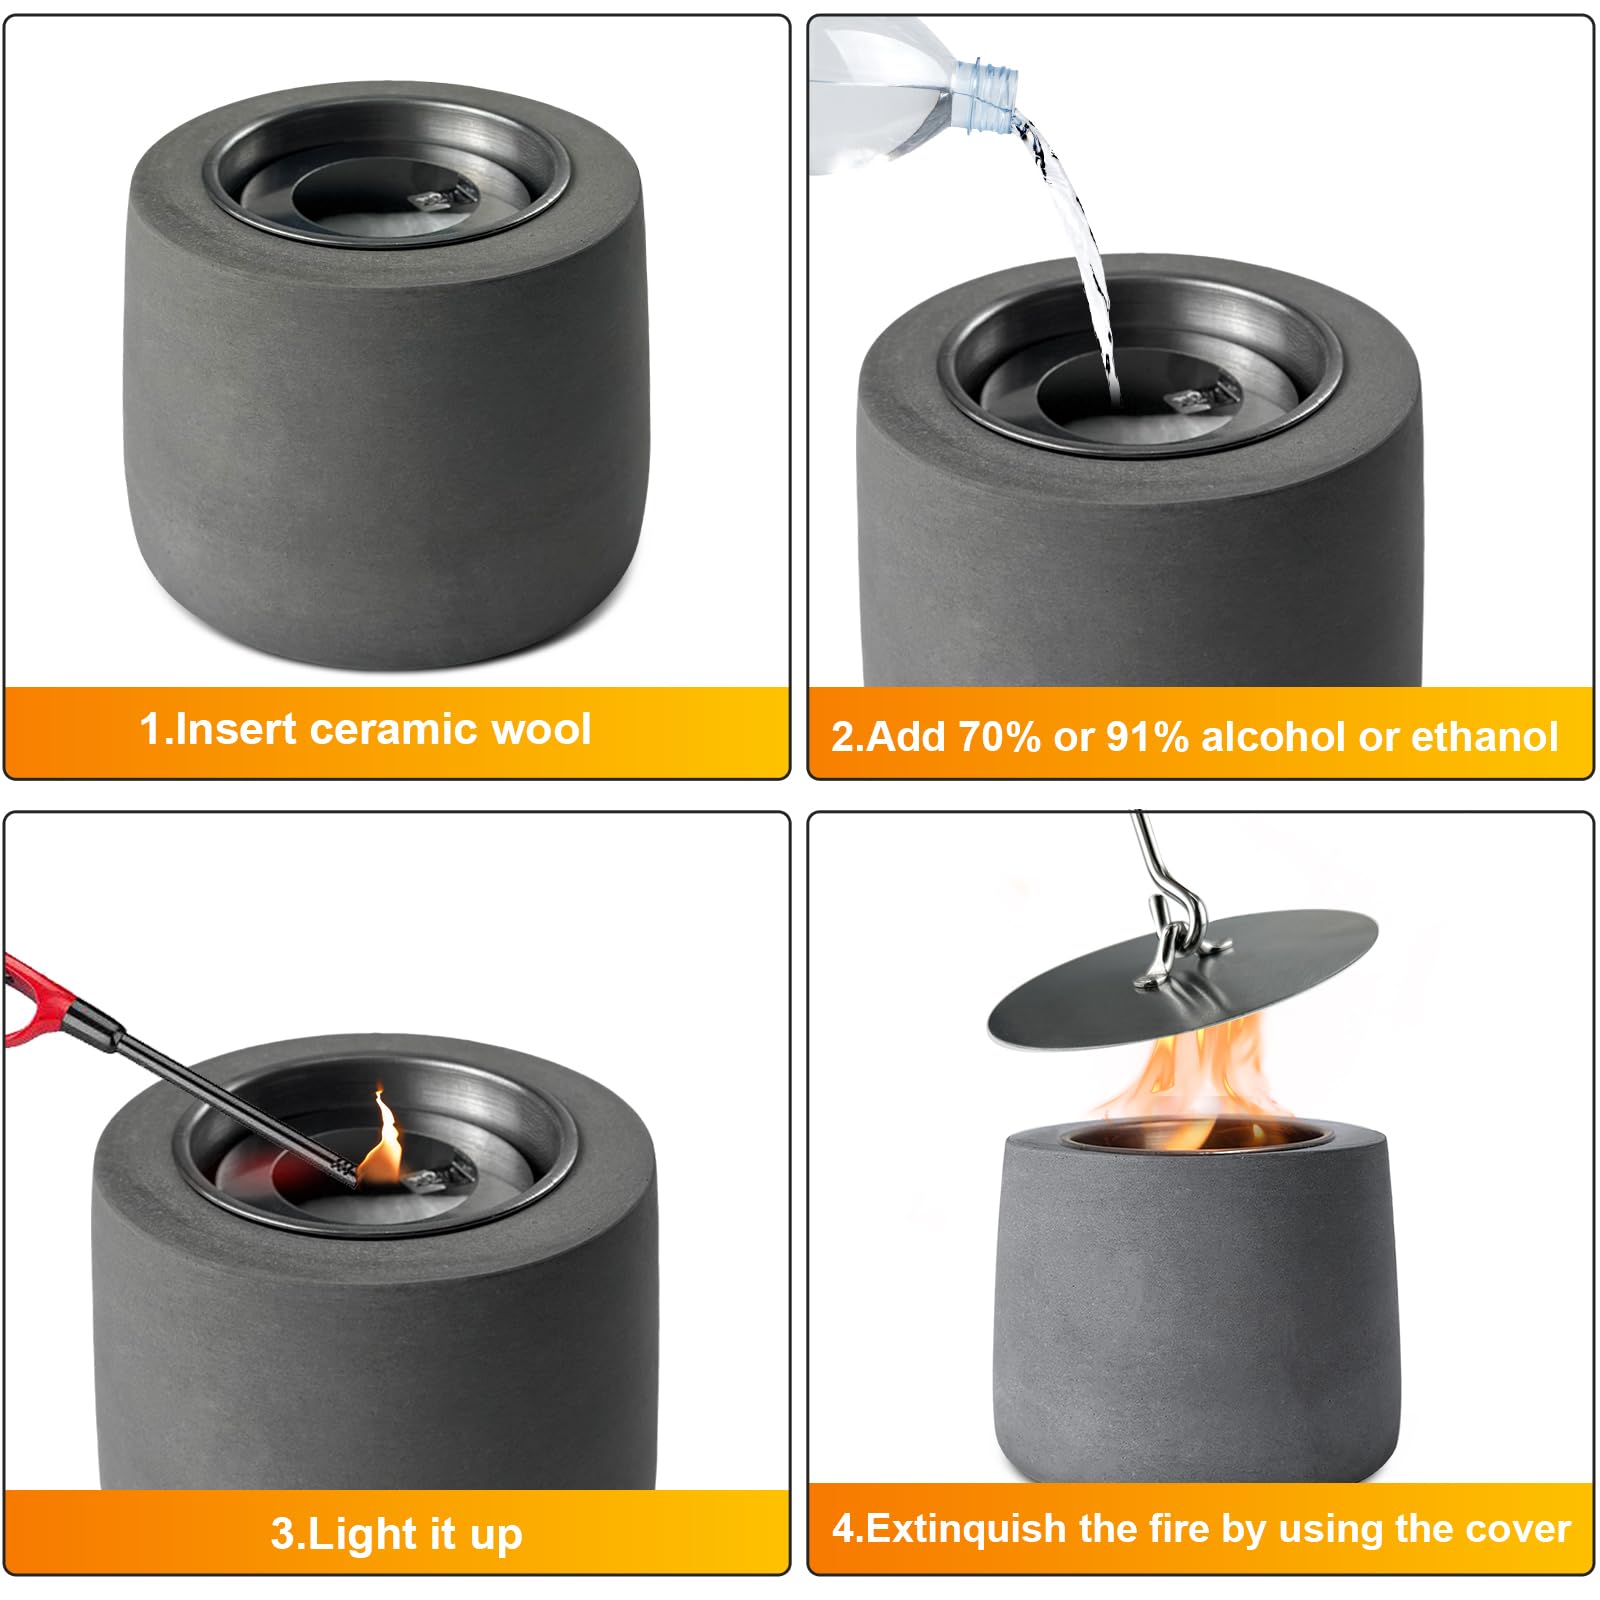 1.Insert ceramic wool
2.Add 70% or 91% alcohol or ethanol
3.Light it up
4.Extinquish the fire by using the cover